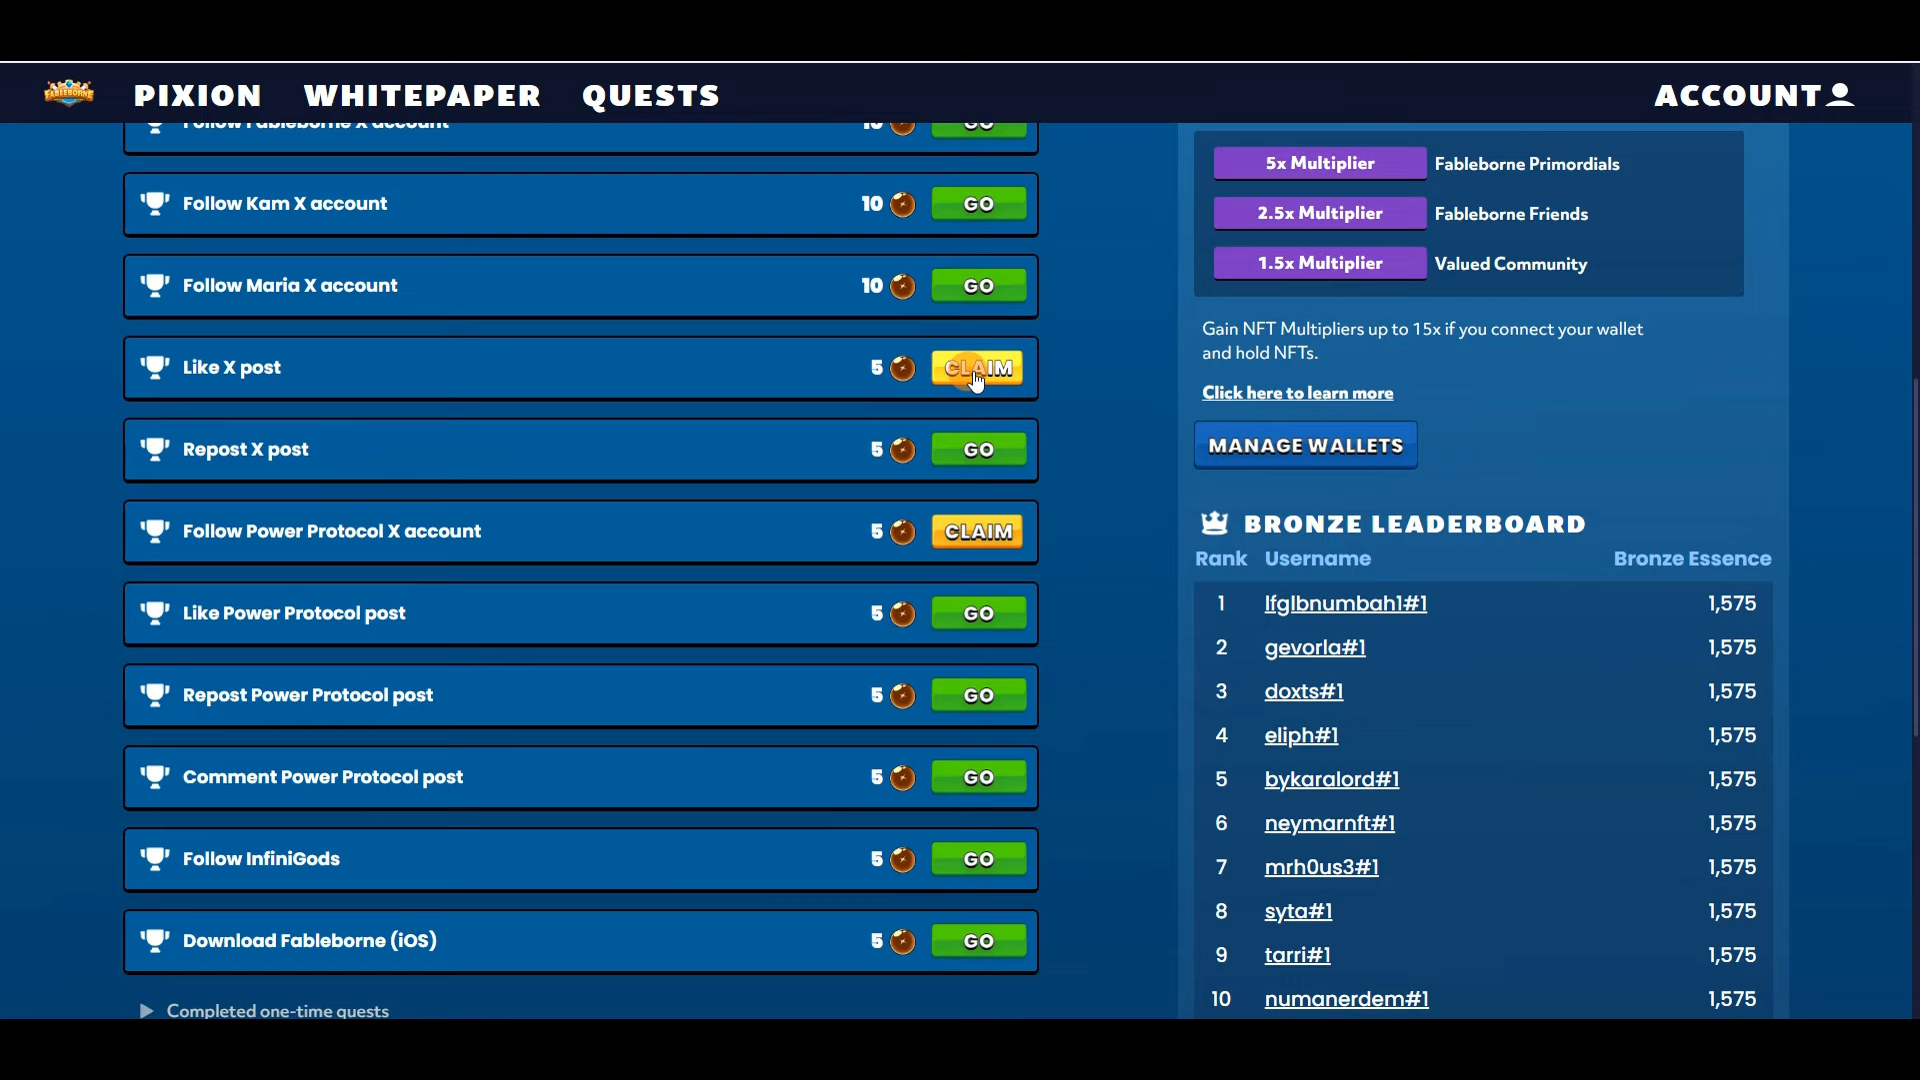 FABLEBORNE
PIXION WHITEPAPER QUESTS ACCOUNT
Follow Fableborne X account 10 GO
Follow Kam X account 10 GO
Follow Maria X account 10 GO
Like X post 5 CLAIM
Repost X post 5 GO
Follow Power Protocol X account 5 CLAIM
Like Power Protocol post 5 GO
Repost Power Protocol post 5 GO
Comment Power Protocol post 5 GO
Follow InfiniGods 5 GO
Download Fableborne (iOS) 5 GO
Completed one-time quests
5x Multiplier Fableborne Primordials
2.5x Multiplier Fableborne Friends
1.5x Multiplier Valued Community
Gain NFT Multipliers up to 15x if you connect your wallet
and hold NFTs.
Click here to learn more
MANAGE WALLETS
BRONZE LEADERBOARD
Rank Username Bronze Essence
1 lfglbnumbah1#1 1,575
2 gevorla#1 1,575
3 doxts#1 1,575
4 eliph#1 1,575
5 bykaralord#1 1,575
6 neymarnft#1 1,575
7 mrh0us3#1 1,575
8 syta#1 1,575
9 tarri#1 1,575
10 numanerdem#1 1,575